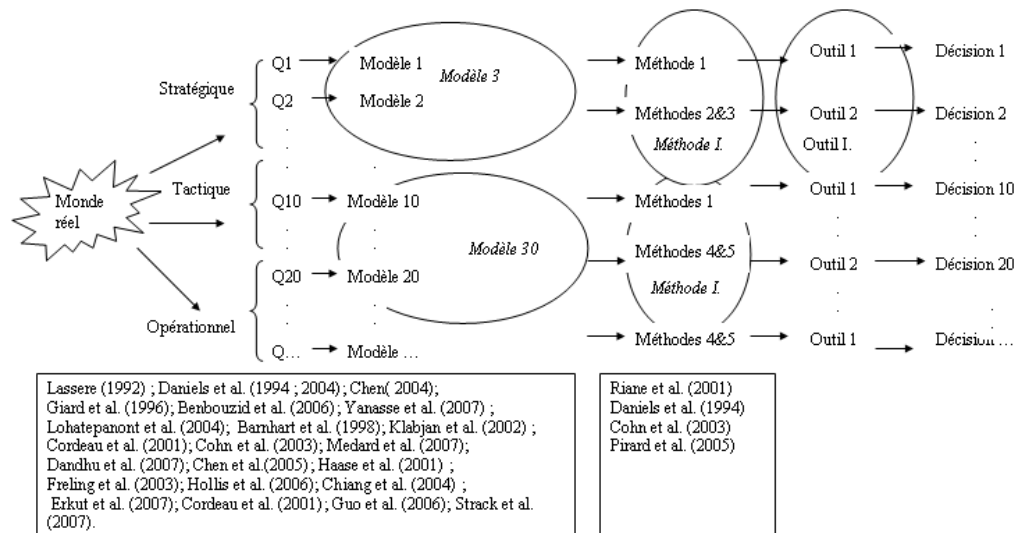 Stratégique
Tactique
Opérationnel
Monde
réel
Q1 Modèle 1 Modèle 3 Méthode 1 Outil 1 Décision 1
Q2 Modèle 2 Méthodes 2&3 Outil 2 Décision 2
Méthode I. Outil I.
Q10 Modèle 10 Méthodes 1 Outil 1 Décision 10
Modèle 30 Méthodes 4&5
Q20 Modèle 20 Outil 2 Décision 20
Méthode I.
Q... Modèle ... Méthodes 4&5 Outil 1 Décision ...
Lassere (1992) ; Daniels et al. (1994 ; 2004); Chen( 2004);
Giard et al. (1996); Benbouzid et al. (2006); Yanasse et al. (2007) ;
Lohatepanont et al. (2004); Barnhart et al. (1998); Klabjan et al. (2002) ;
Cordeau et al. (2001); Cohn et al. (2003); Medard et al. (2007);
Dandhu et al. (2007); Chen et al.(2005); Haase et al. (2001) ;
Freling et al. (2003); Hollis et al. (2006); Chiang et al. (2004) ;
Erkut et al. (2007); Cordeau et al. (2001); Guo et al. (2006); Strack et al.
(2007).
Riane et al. (2001)
Daniels et al. (1994)
Cohn et al. (2003)
Pirard et al. (2005)